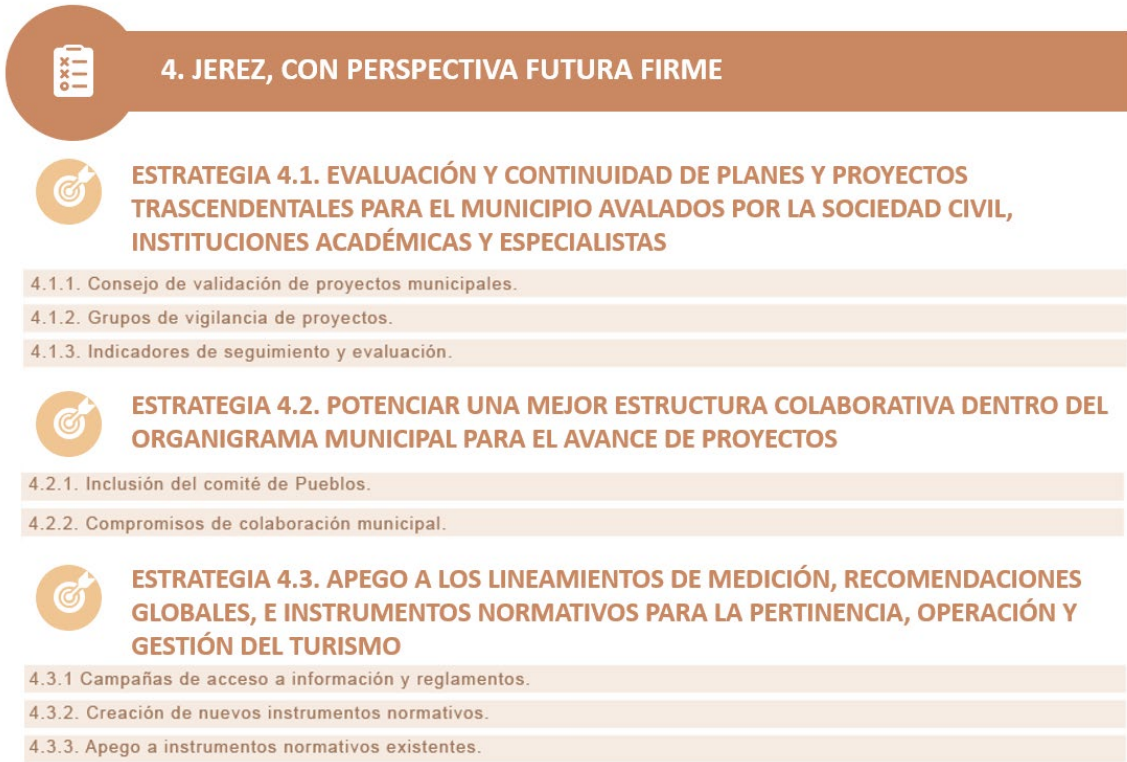 4. JEREZ, CON PERSPECTIVA FUTURA FIRME
ESTRATEGIA 4.1. EVALUACIÓN Y CONTINUIDAD DE PLANES Y PROYECTOS
TRASCENDENTALES PARA EL MUNICIPIO AVALADOS POR LA SOCIEDAD CIVIL,
INSTITUCIONES ACADÉMICAS Y ESPECIALISTAS
4.1.1. Consejo de validación de proyectos municipales.
4.1.2. Grupos de vigilancia de proyectos.
4.1.3. Indicadores de seguimiento y evaluación.
ESTRATEGIA 4.2. POTENCIAR UNA MEJOR ESTRUCTURA COLABORATIVA DENTRO DEL
ORGANIGRAMA MUNICIPAL PARA EL AVANCE DE PROYECTOS
4.2.1. Inclusión del comité de Pueblos.
4.2.2. Compromisos de colaboración municipal.
ESTRATEGIA 4.3. APEGO A LOS LINEAMIENTOS DE MEDICIÓN, RECOMENDACIONES
GLOBALES, E INSTRUMENTOS NORMATIVOS PARA LA PERTINENCIA, OPERACIÓN Y
GESTIÓN DEL TURISMO
4.3.1 Campañas de acceso a información y reglamentos.
4.3.2. Creación de nuevos instrumentos normativos.
4.3.3. Apego a instrumentos normativos existentes.